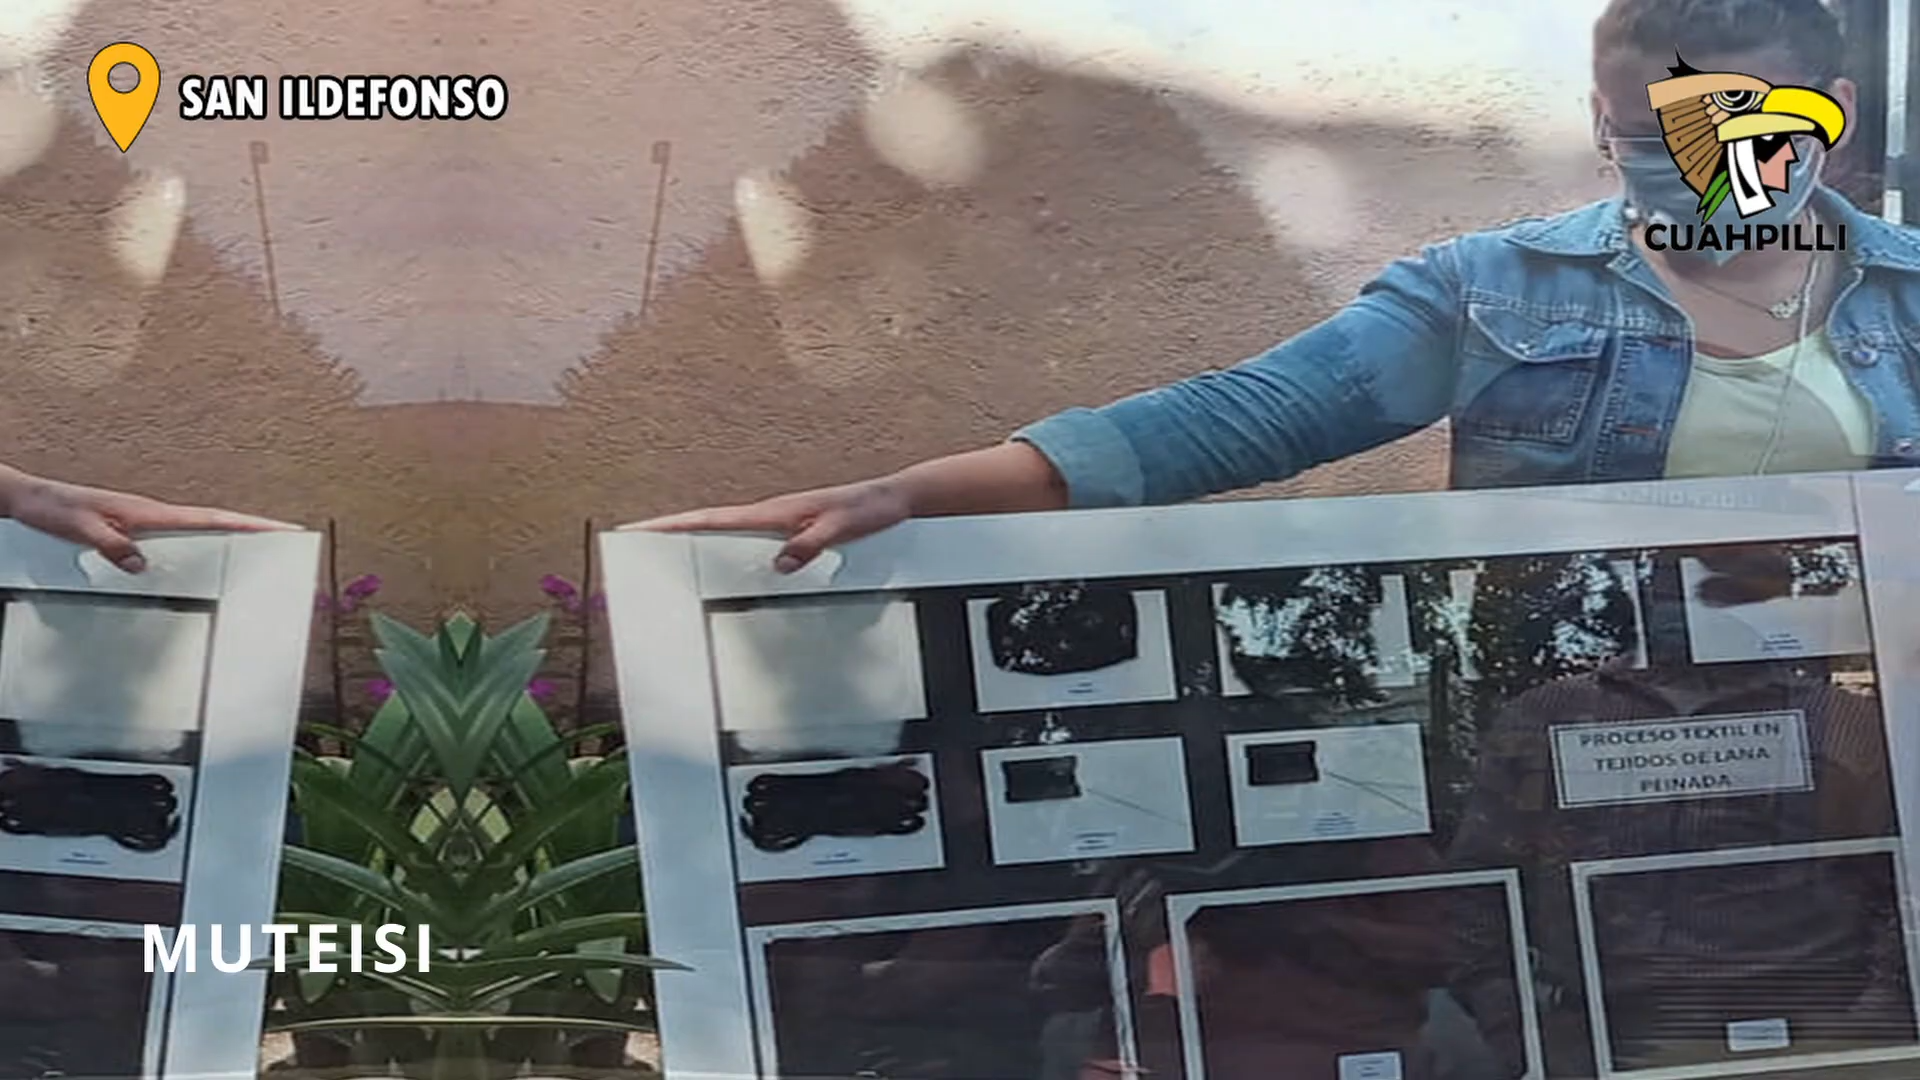 SAN ILDEFONSO
CUAHPILLI
PROCESO TEXTIL EN
TEJIDOS DE LANA
PEINADA
MUTEISI